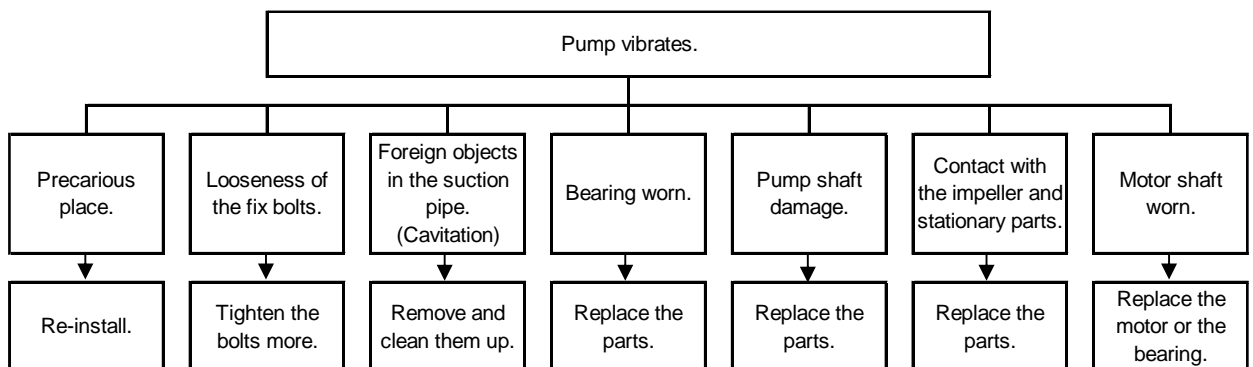 Pump vibrates.
Precarious
place.
Looseness of
the fix bolts.
Foreign objects
in the suction
pipe.
(Cavitation)
Bearing worn.
Pump shaft
damage.
Contact with
the impeller and
stationary parts.
Motor shaft
worn.
Re-install.
Tighten the
bolts more.
Remove and
clean them up.
Replace the
parts.
Replace the
parts.
Replace the
parts.
Replace the
motor or the
bearing.